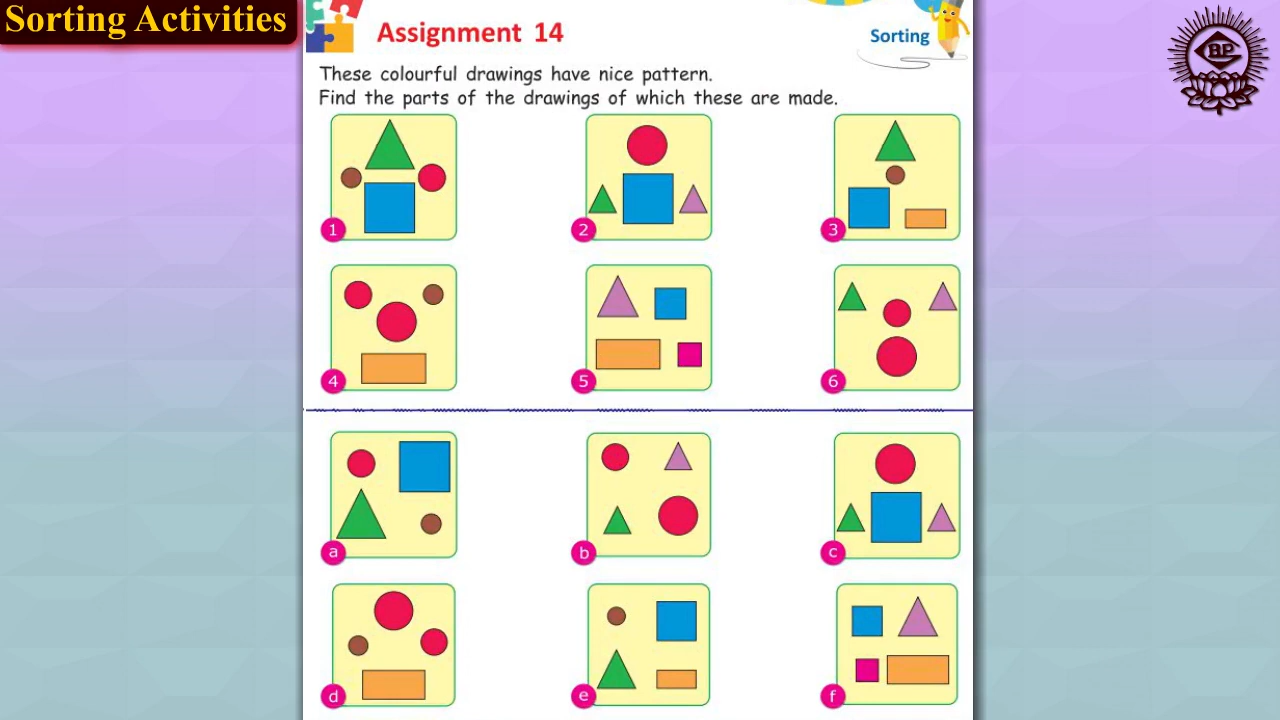 Sorting Activities
Assignment 14
Sorting
These colourful drawings have nice pattern.
Find the parts of the drawings of which these are made.
BP
1
2
3
4
5
6
a
b
c
d
e
f